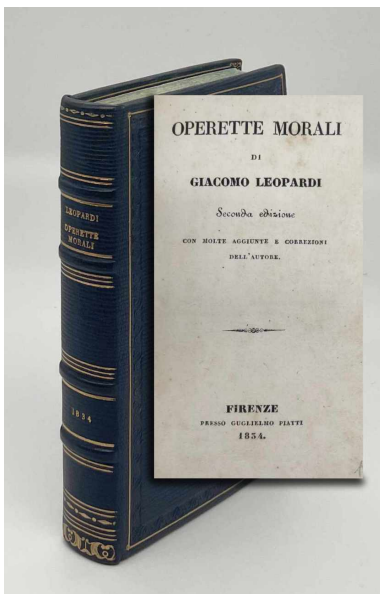 LEOPARDI
OPERETTE
MORALI
1834
OPERETTE MORALI
DI
GIACOMO LEOPARDI
Seconda edizione
CON MOLTE AGGIUNTE E CORREZIONI
DELL'AUTORE.
FIRENZE
PRESSO GUGLIELMO PIATTI
1834.